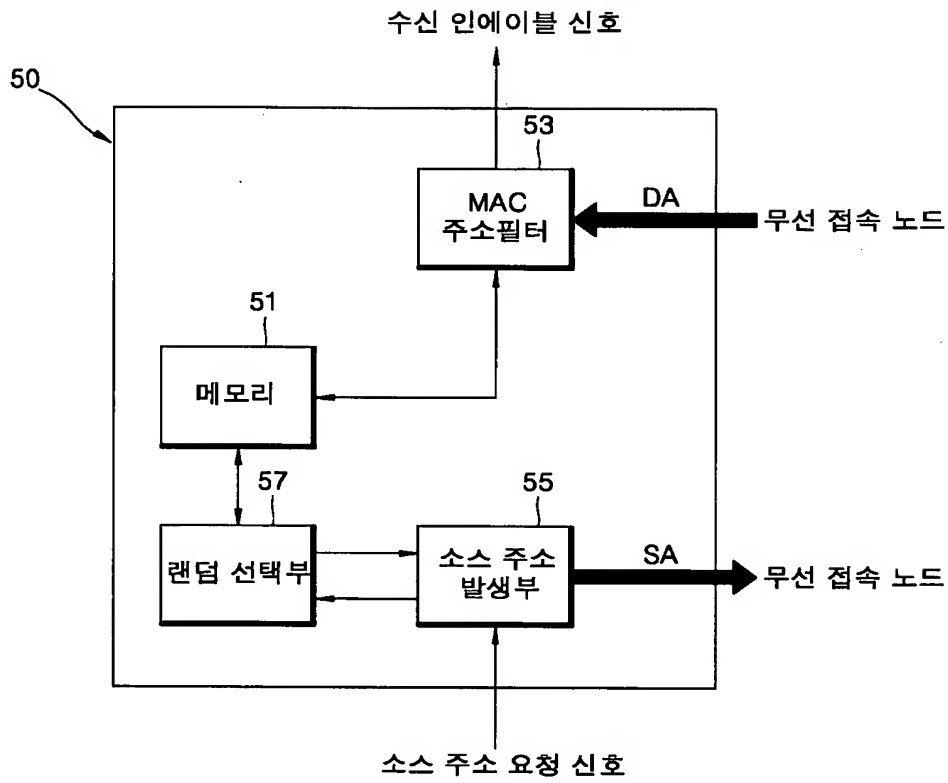 수신 인에이블 신호
50
53
MAC
주소필터
DA
무선 접속 노드
51
메모리
57
랜덤 선택부
55
소스 주소
발생부
SA
무선 접속 노드
소스 주소 요청 신호